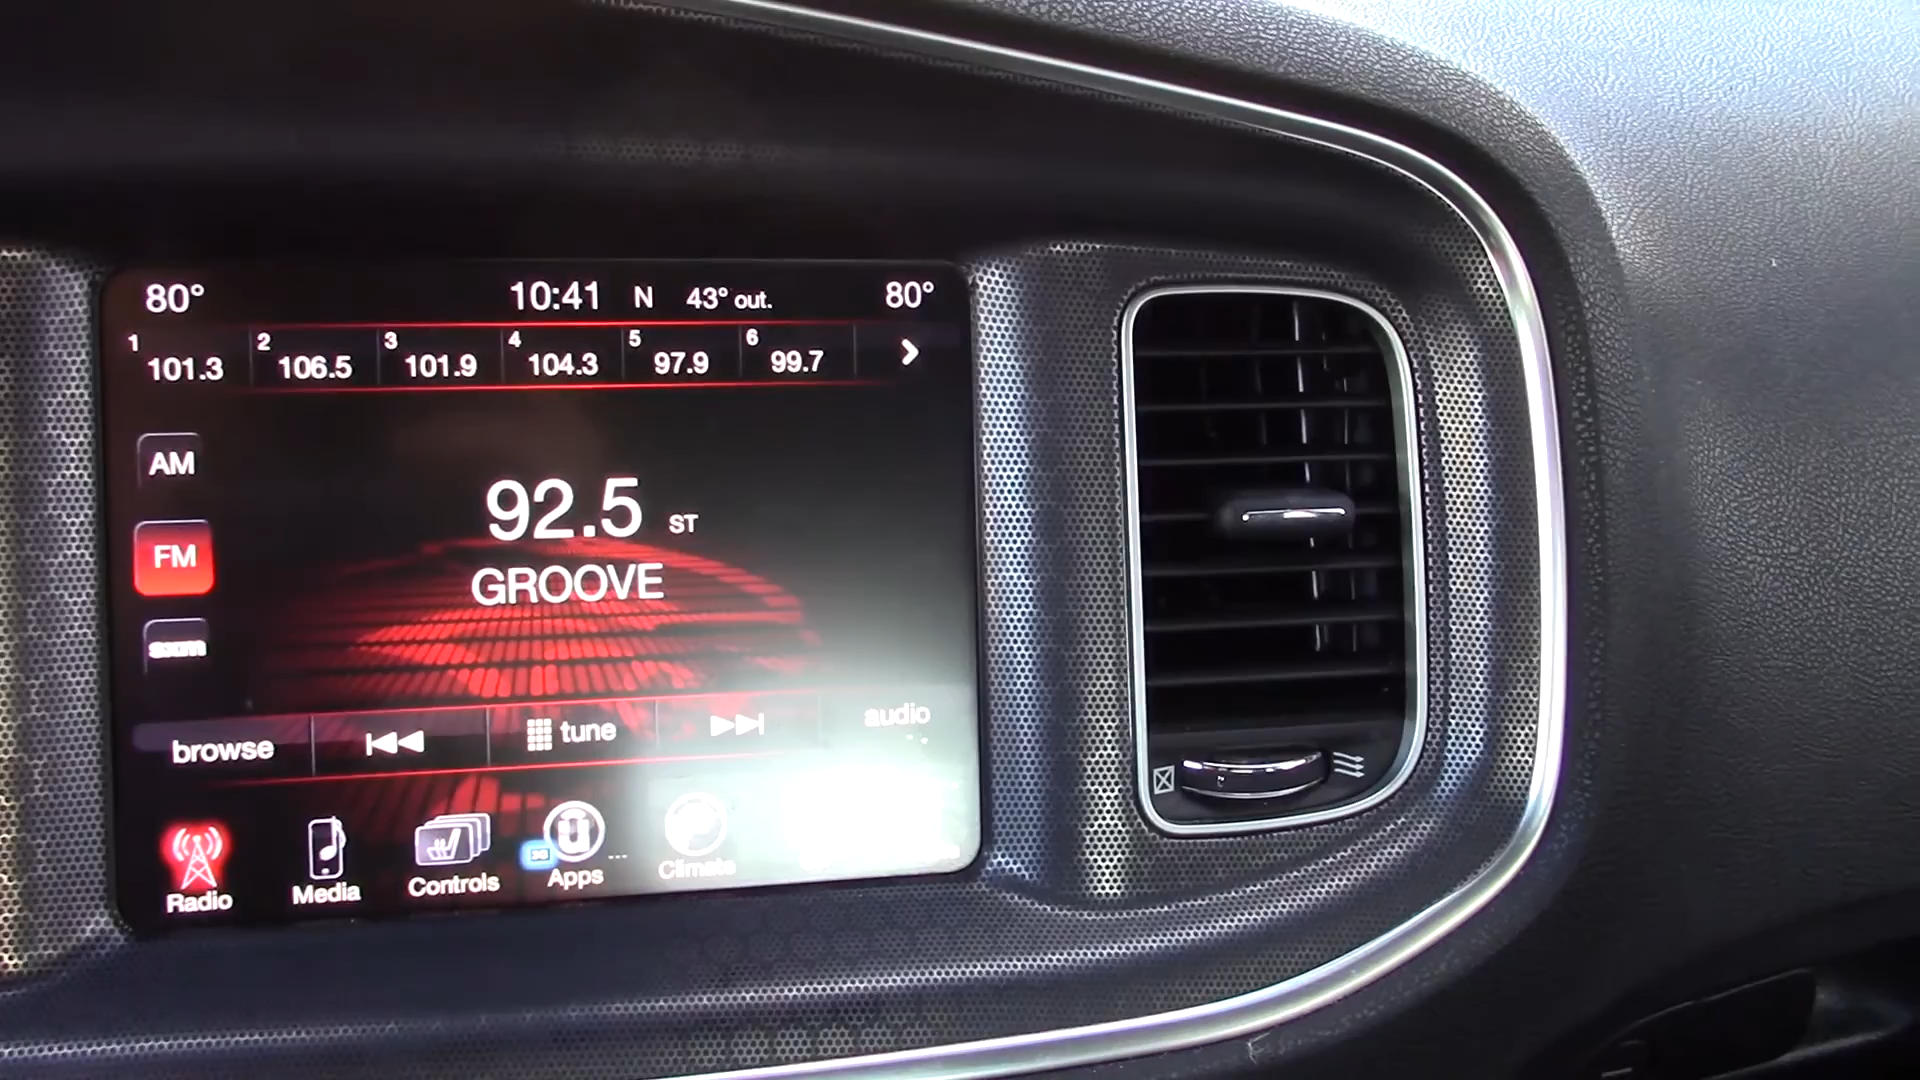 80° 10:41 N 43° out. 80°
1 101.3 2 106.5 3 101.9 4 104.3 5 97.9 6 99.7
AM
92.5 ST
FM
GROOVE
sxm
browse tune audio
Radio Media Controls Apps Climate